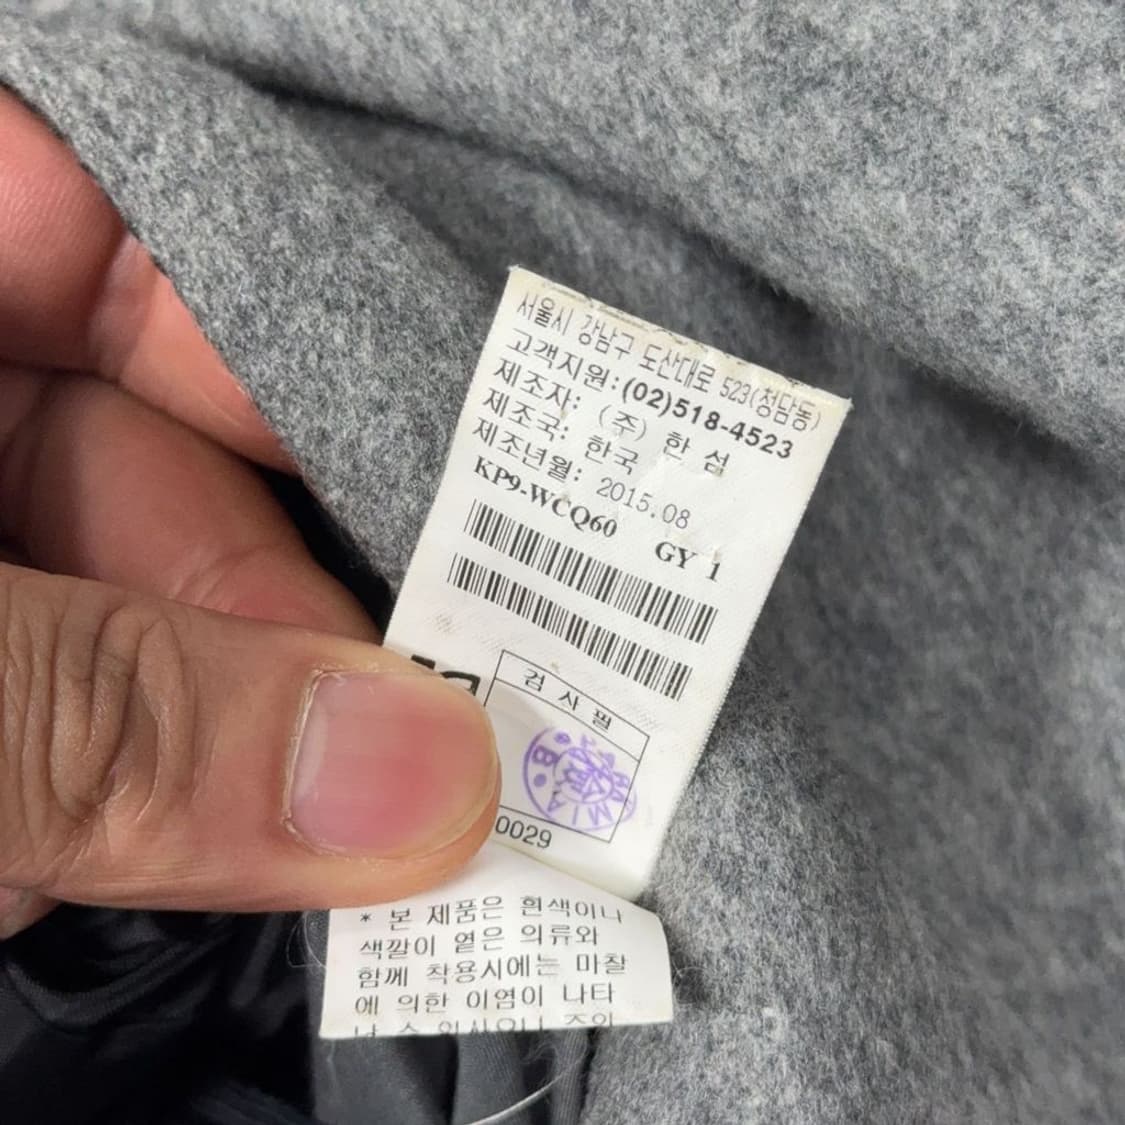 서울시 강남구 도산대로 523(청담동)
고객지원:(02)518-4523
제조자: (주) 한 섬
제조국: 한국
제조년월: 2015.08
KP9-WCQ60 GY 1
검 사 필
0029
* 본 제품은 흰색이나
색깔이 옅은 의류와
함께 착용시에는 마찰
에 의한 이염이 나타